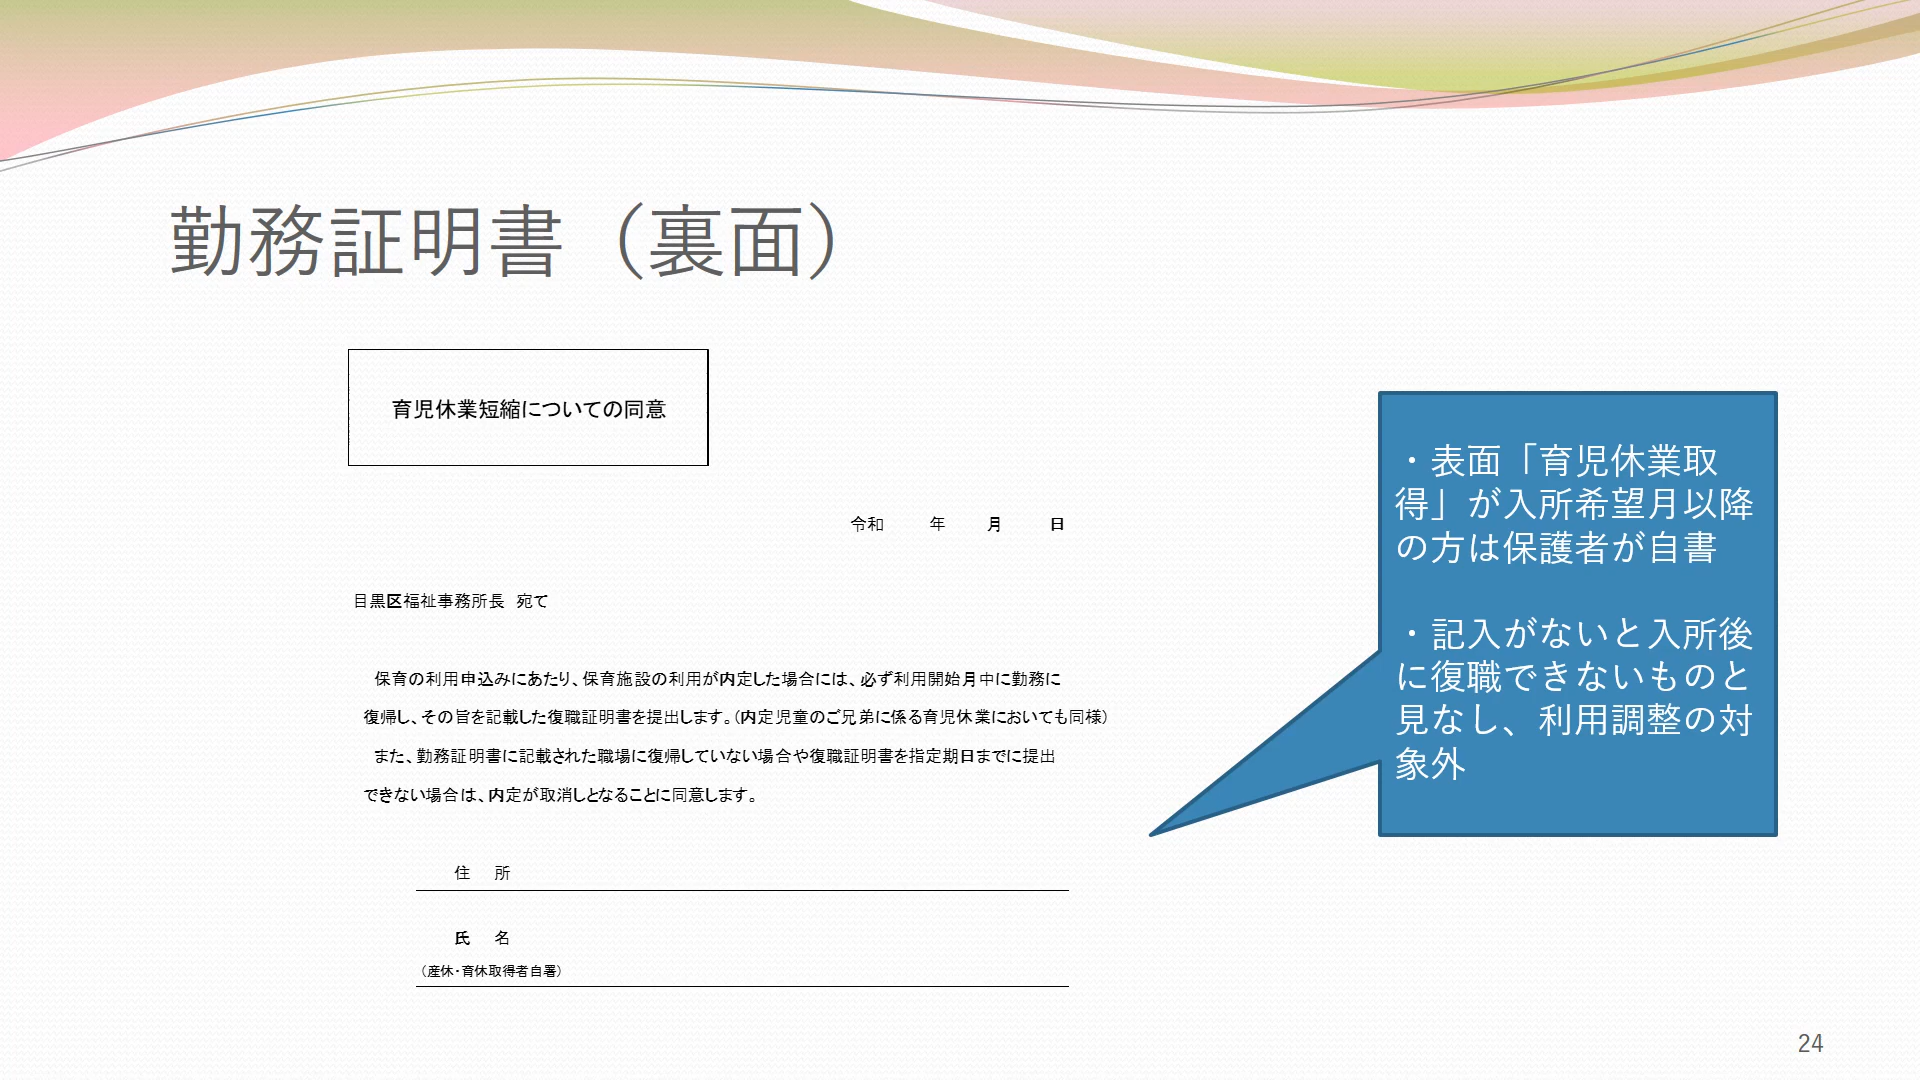 勤務証明書（裏面）
育児休業短縮についての同意
令和　　年　　月　　日
目黒区福祉事務所長　宛て
保育の利用申込みにあたり、保育施設の利用が内定した場合には、必ず利用開始月中に勤務に
復帰し、その旨を記載した復職証明書を提出します。（内定児童のご兄弟に係る育児休業においても同様）
また、勤務証明書に記載された職場に復帰していない場合や復職証明書を指定期日までに提出
できない場合は、内定が取消しとなることに同意します。
住　所
氏　名
（産休・育休取得者自署）
・表面「育児休業取
得」が入所希望月以降
の方は保護者が自書
・記入がないと入所後
に復職できないものと
見なし、利用調整の対
象外
24